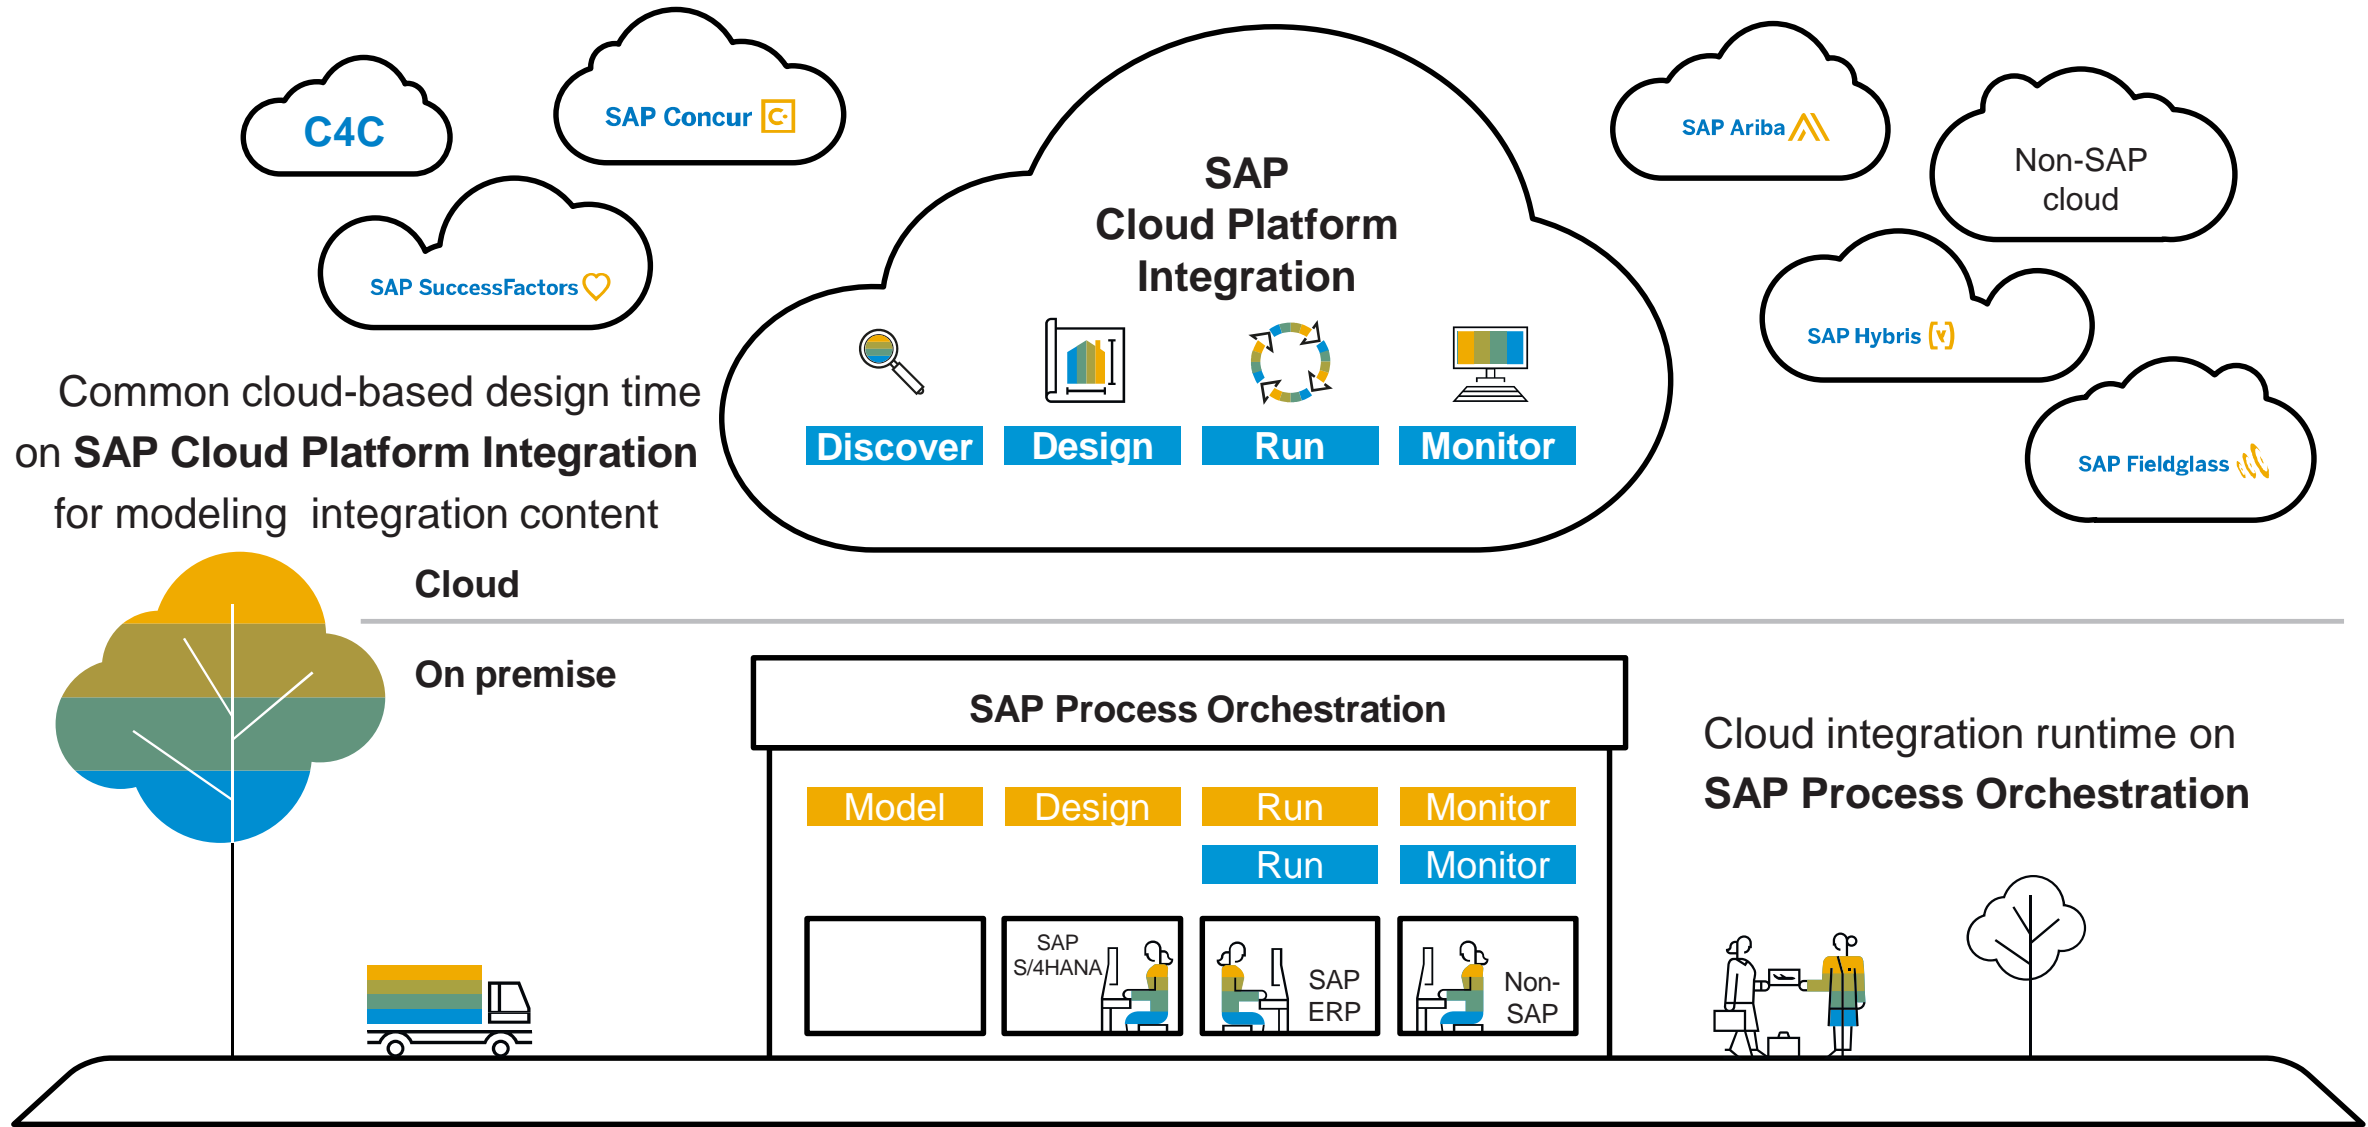 C4C
SAP Concur
SAP SuccessFactors
SAP
Cloud Platform
Integration
Discover
Design
Run
Monitor
SAP Ariba
Non-SAP
cloud
SAP Hybris
SAP Fieldglass
Common cloud-based design time
on SAP Cloud Platform Integration
for modeling integration content
Cloud
On premise
SAP Process Orchestration
Model
Design
Run
Monitor
Run
Monitor
SAP
S/4HANA
SAP
ERP
Non-
SAP
Cloud integration runtime on
SAP Process Orchestration